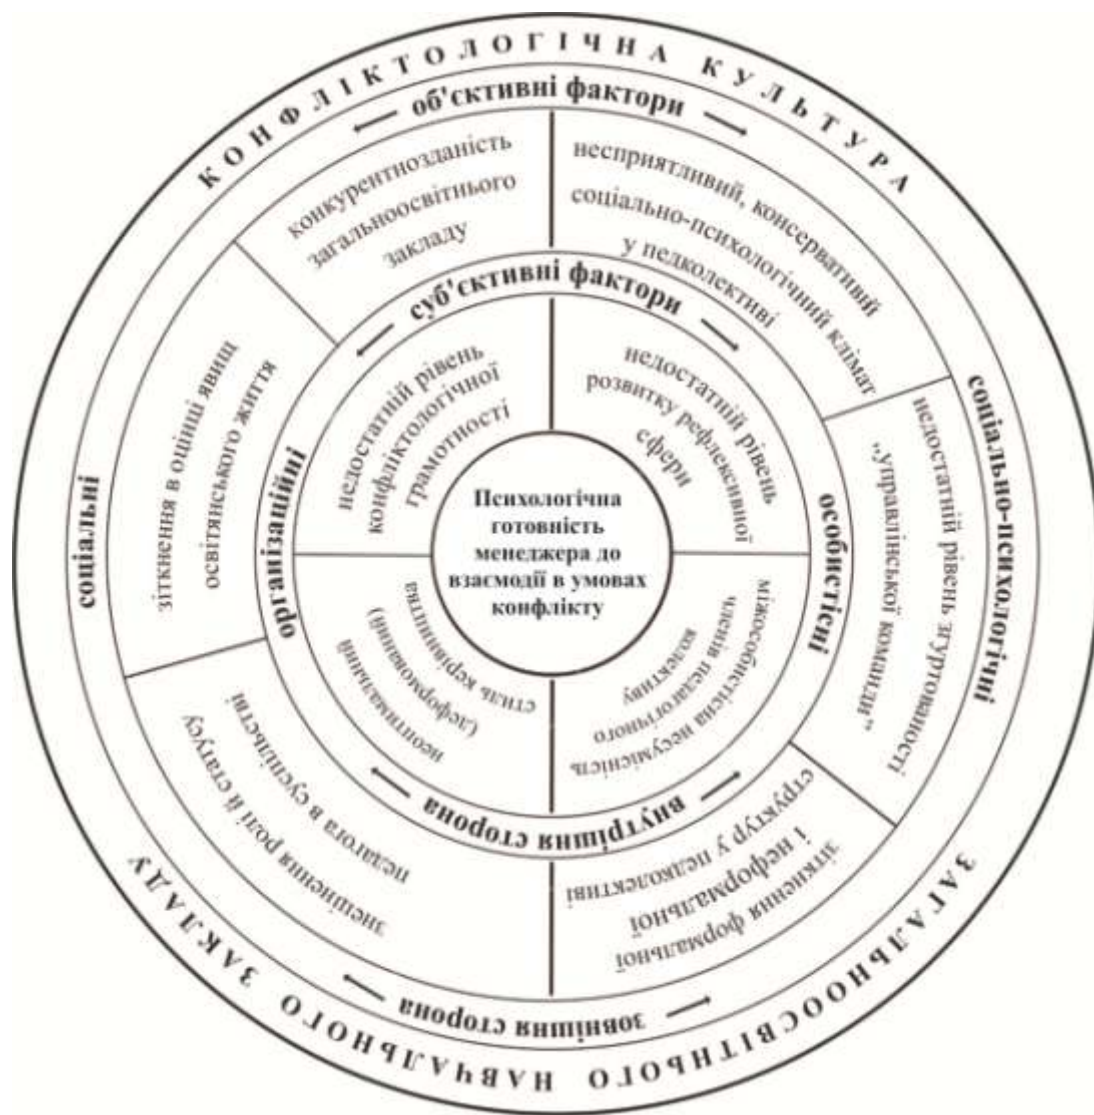 КОНФЛІКТОЛОГІЧНА КУЛЬТУРА
ЗАГАЛЬНООСВІТНЬОГО НАВЧАЛЬНОГО ЗАКЛАДУ
об'єктивні фактори
соціальні
соціально-психологічні
зовнішня сторона
конкурентнозданість
загальноосвітнього
закладу
несприятливий, консервативій
соціально-психологічний клімат
у педколективі
зіткнення в оцінці явищ
освітянського життя
недостатній рівень згуртованості
„управлінської команди”
знецінення ролі й статусу
педагога в суспільстві
зіткнення формальної
і неформальної
структур у педколективі
суб'єктивні фактори
організаційні
особистісні
внутрішня сторона
недостатній рівень
конфліктологічної
грамотності
недостатній рівень
розвитку рефлексивної
сфери
неоптимальний
(деформований)
стиль керівництва
міжособистісна несумісність
членів педагогічного
колективу
Психологічна
готовність
менеджера до
взаємодії в умовах
конфлікту